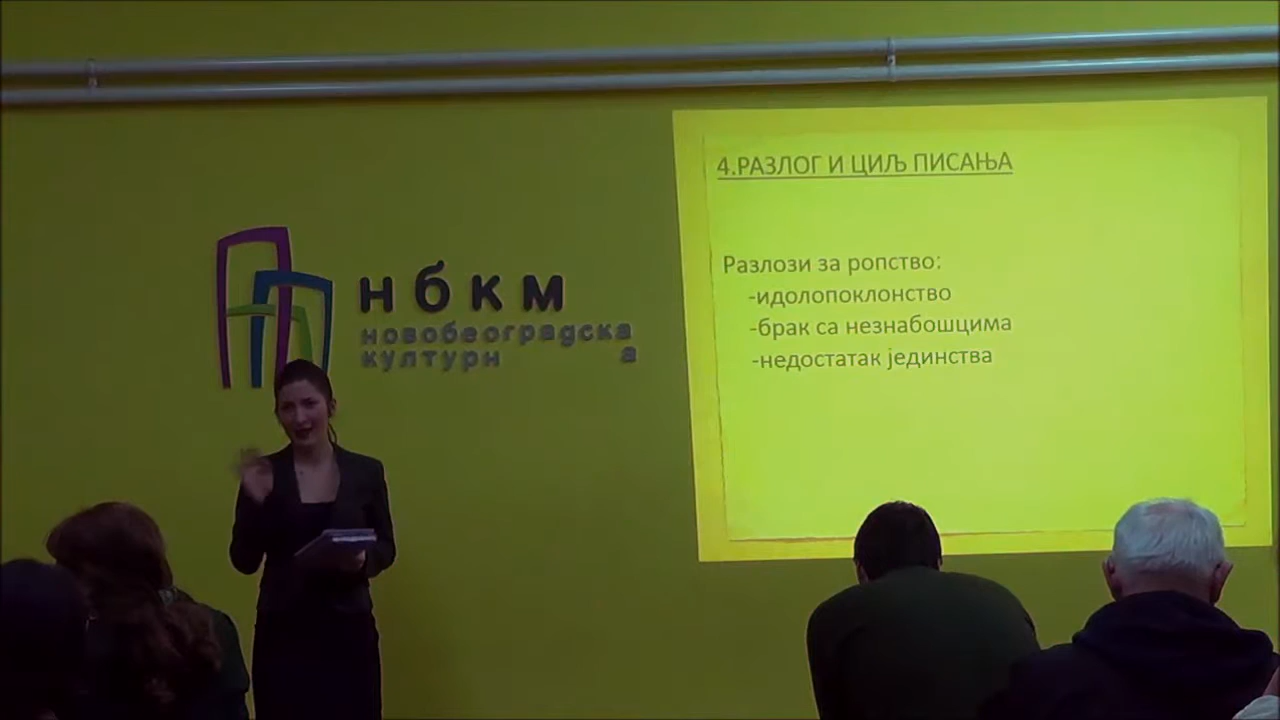 нбкм
новобеоградска
културн а
4.РАЗЛОГ И ЦИЉ ПИСАЊА
Разлози за ропство:
-идолопоклонство
-брак са незнабошцима
-недостатак јединства